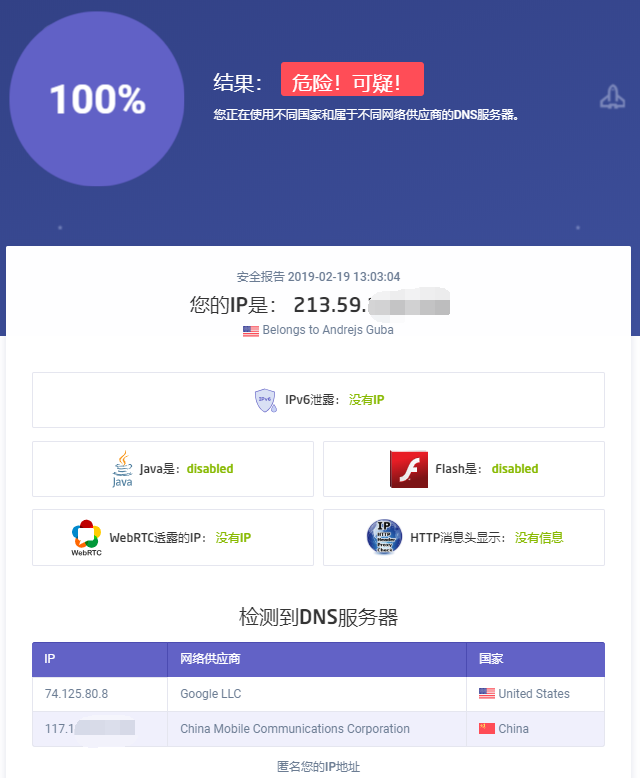 100%
结果： 危险！可疑！
您正在使用不同国家和属于不同网络供应商的DNS服务器。
安全报告 2019-02-19 13:03:04
您的IP是： 213.59.
Belongs to Andrejs Guba
IPv6
IPv6泄露： 没有IP
Java
Java是： disabled
Flash是： disabled
WebRTC
WebRTC透露的IP： 没有IP
IP
HTTP
Header
Proxy
Check
HTTP消息头显示： 没有信息
检测到DNS服务器
IP 网络供应商 国家
74.125.80.8 Google LLC United States
117.1 China Mobile Communications Corporation China
匿名您的IP地址